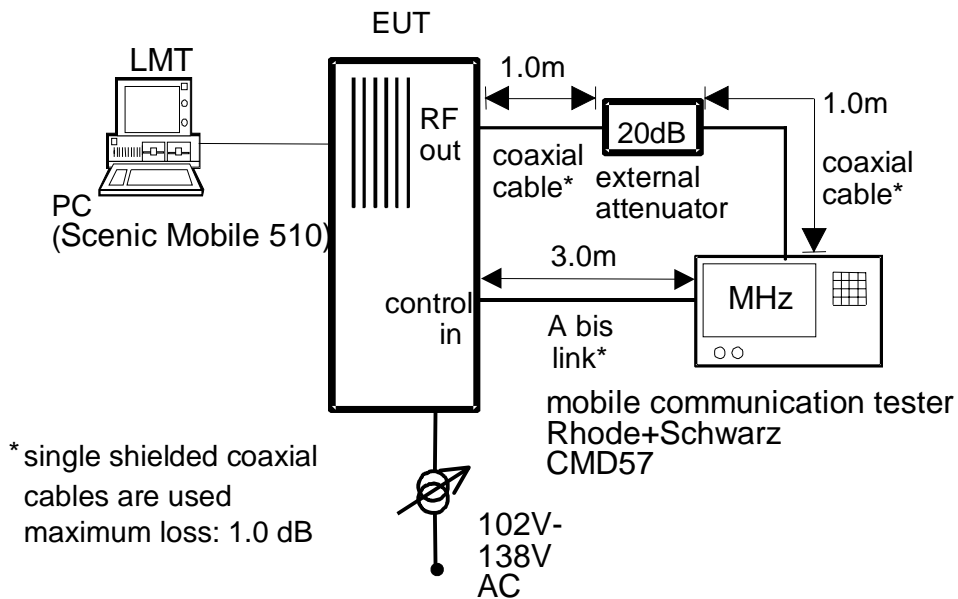 EUT
LMT
1.0m
1.0m
RF
out
20dB
coaxial
cable*
external
attenuator
coaxial
cable*
PC
(Scenic Mobile 510)
3.0m
control
in
A bis
link*
MHz
mobile communication tester
Rhode+Schwarz
CMD57
*single shielded coaxial
cables are used
maximum loss: 1.0 dB
102V-
138V
AC